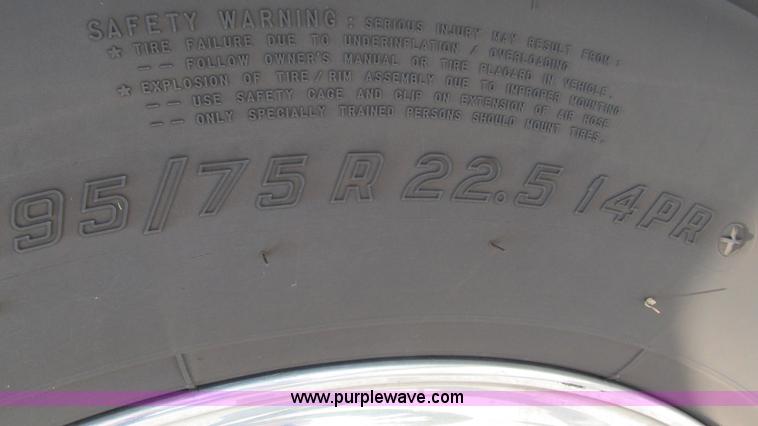 SAFETY WARNING : SERIOUS INJURY MAY RESULT FROM :
★ TIRE FAILURE DUE TO UNDERINFLATION / OVERLOADING
-- FOLLOW OWNER'S MANUAL OR TIRE PLACARD IN VEHICLE.
★ EXPLOSION OF TIRE / RIM ASSEMBLY DUE TO IMPROPER MOUNTING
-- USE SAFETY CAGE AND CLIP ON EXTENSION OF AIR HOSE
-- ONLY SPECIALLY TRAINED PERSONS SHOULD MOUNT TIRES.
95/75 R 22.5 14PR
www.purplewave.com